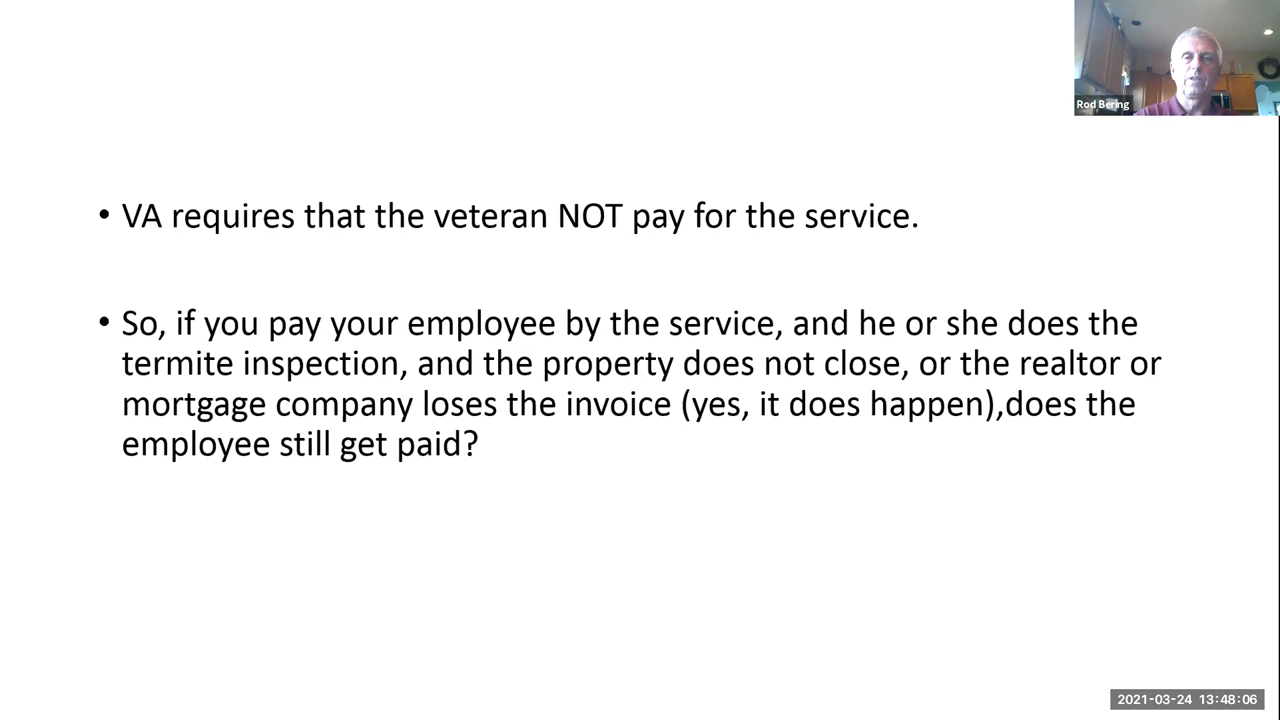 Rod Bering
• VA requires that the veteran NOT pay for the service.
• So, if you pay your employee by the service, and he or she does the
termite inspection, and the property does not close, or the realtor or
mortgage company loses the invoice (yes, it does happen),does the
employee still get paid?
2021-03-24 13:48:06